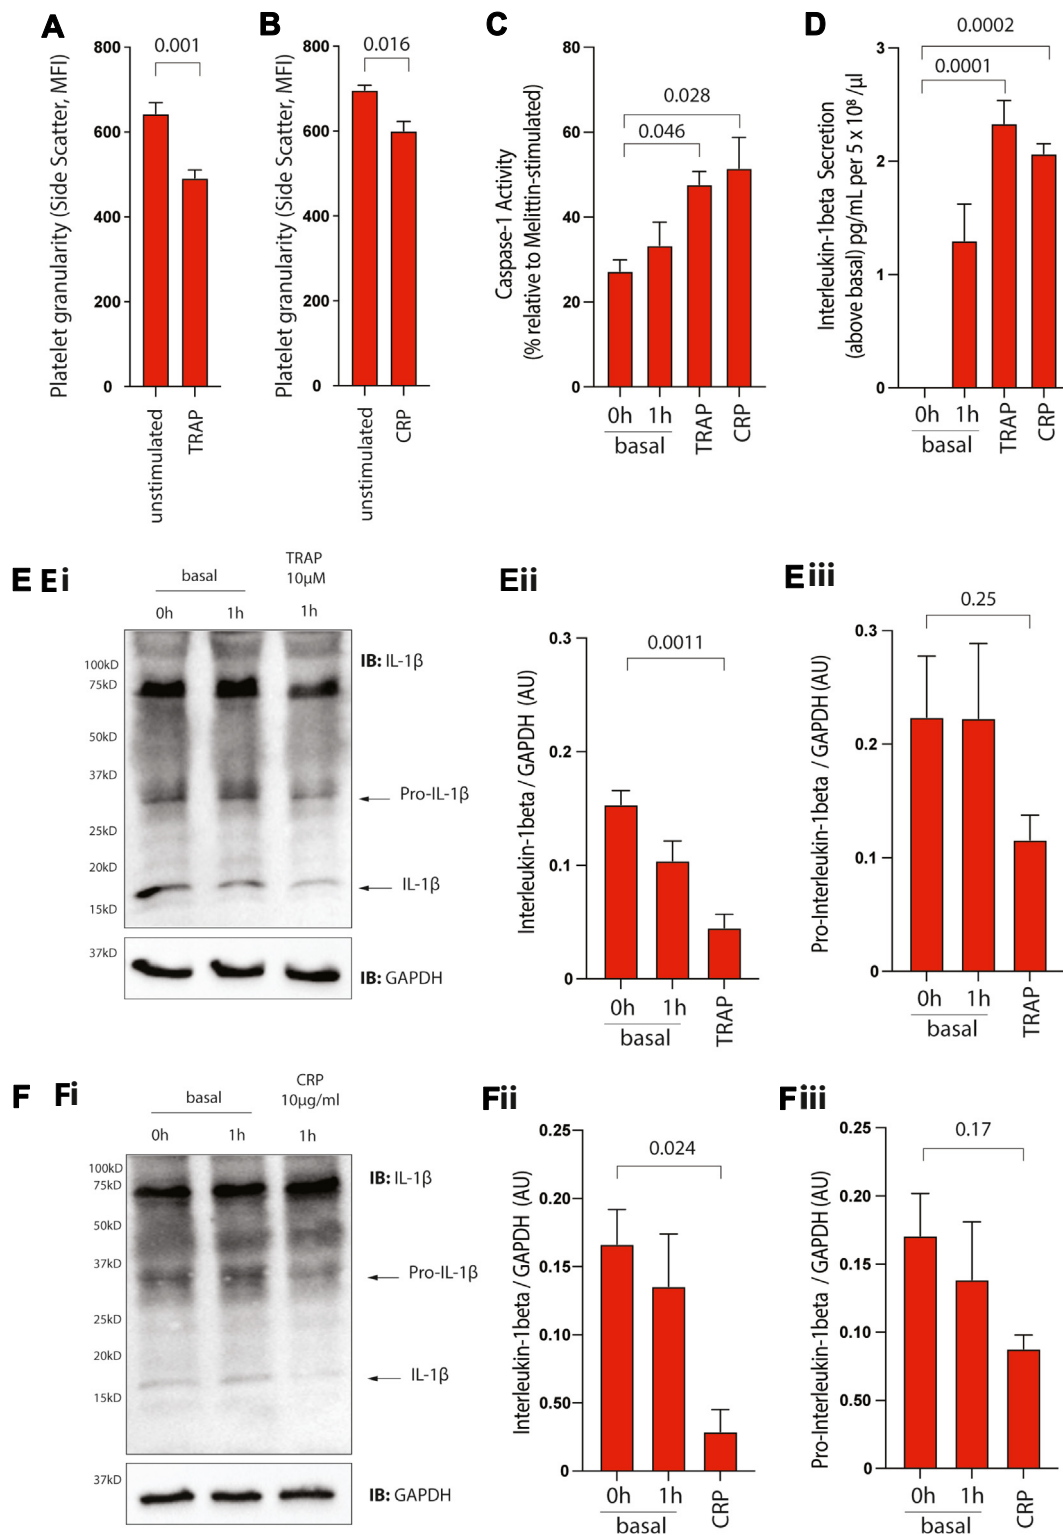 A
Platelet granularity (Side Scatter, MFI)
800
600
400
200
0
0.001
unstimulated
TRAP
B
Platelet granularity (Side Scatter, MFI)
800
600
400
200
0
0.016
unstimulated
CRP
C
Caspase-1 Activity
(% relative to Melittin-stimulated)
80
60
40
20
0
0.028
0.046
0h 1h
basal
TRAP
CRP
D
Interleukin-1beta Secretion
(above basal) pg/mL per 5 x 10⁸/µl
3
2
1
0
0.0002
0.0001
0h 1h
basal
TRAP
CRP
E Ei
basal
TRAP
10µM
0h 1h 1h
IB: IL-1β
100kD
75kD
50kD
37kD
Pro-IL-1β
25kD
20kD
IL-1β
15kD
37kD
IB: GAPDH
Eii
Interleukin-1beta / GAPDH (AU)
0.3
0.2
0.1
0
0.0011
0h 1h
basal
TRAP
Eiii
Pro-Interleukin-1beta / GAPDH (AU)
0.3
0.2
0.1
0
0.25
0h 1h
basal
TRAP
F Fi
basal
CRP
10µg/ml
0h 1h 1h
100kD
IB: IL-1β
75kD
50kD
37kD
Pro-IL-1β
25kD
20kD
IL-1β
15kD
37kD
IB: GAPDH
Fii
Interleukin-1beta / GAPDH (AU)
0.25
0.20
0.15
0.10
0.50
0
0.024
0h 1h
basal
CRP
Fiii
Pro-Interleukin-1beta / GAPDH (AU)
0.25
0.20
0.15
0.10
0.50
0
0.17
0h 1h
basal
CRP